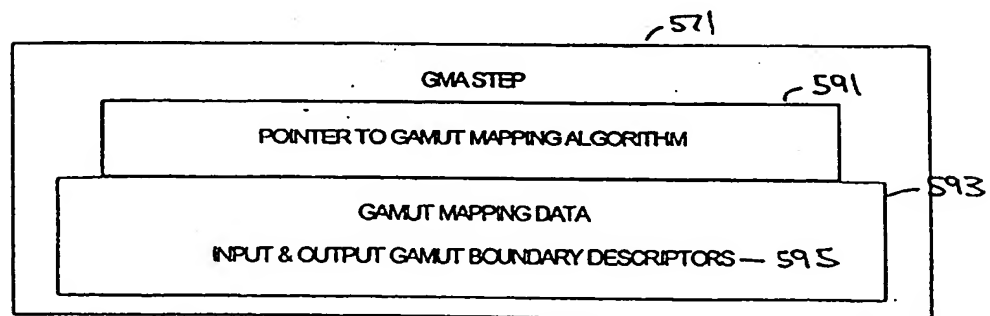 571
GMA STEP
591
POINTER TO GAMUT MAPPING ALGORITHM
593
GAMUT MAPPING DATA
INPUT & OUTPUT GAMUT BOUNDARY DESCRIPTORS — 595